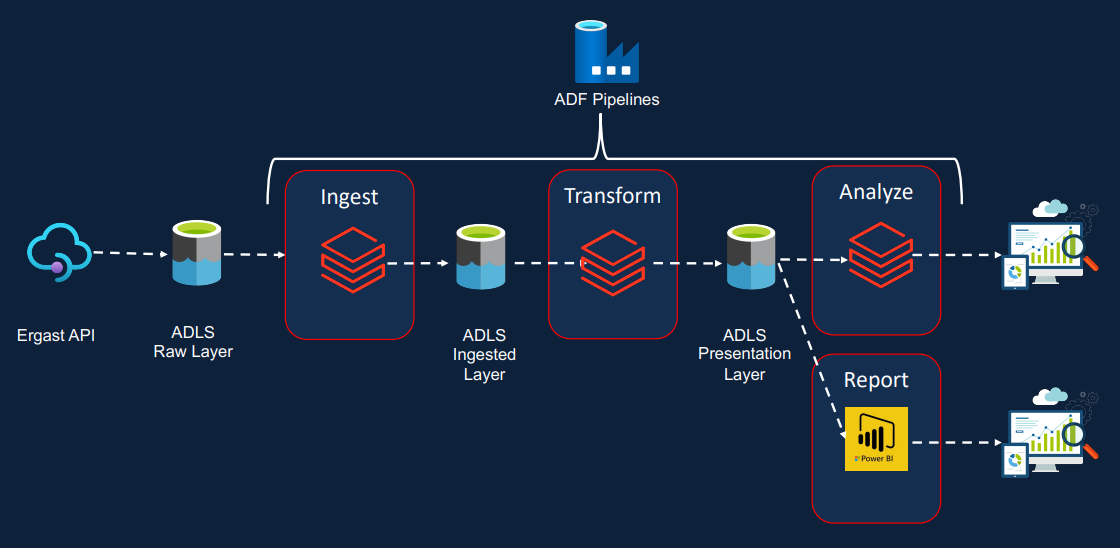 ADF Pipelines
Ingest
Transform
Analyze
Ergast API
ADLS
Raw Layer
ADLS
Ingested
Layer
ADLS
Presentation
Layer
Report
Power BI